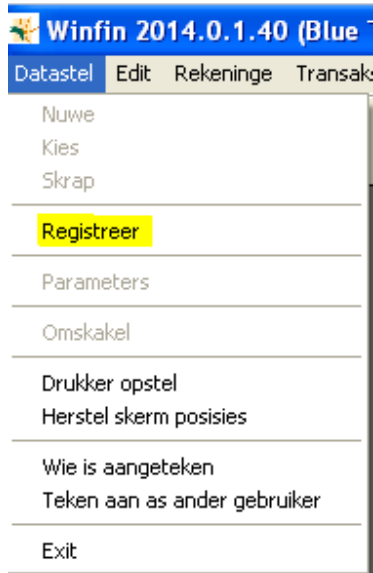 Winfin 2014.0.1.40 (Blue
Datastel Edit Rekeninge Transak
Nuwe
Kies
Skrap
Registreer
Parameters
Omskakel
Drukker opstel
Herstel skerm posisies
Wie is aangeteken
Teken aan as ander gebruiker
Exit